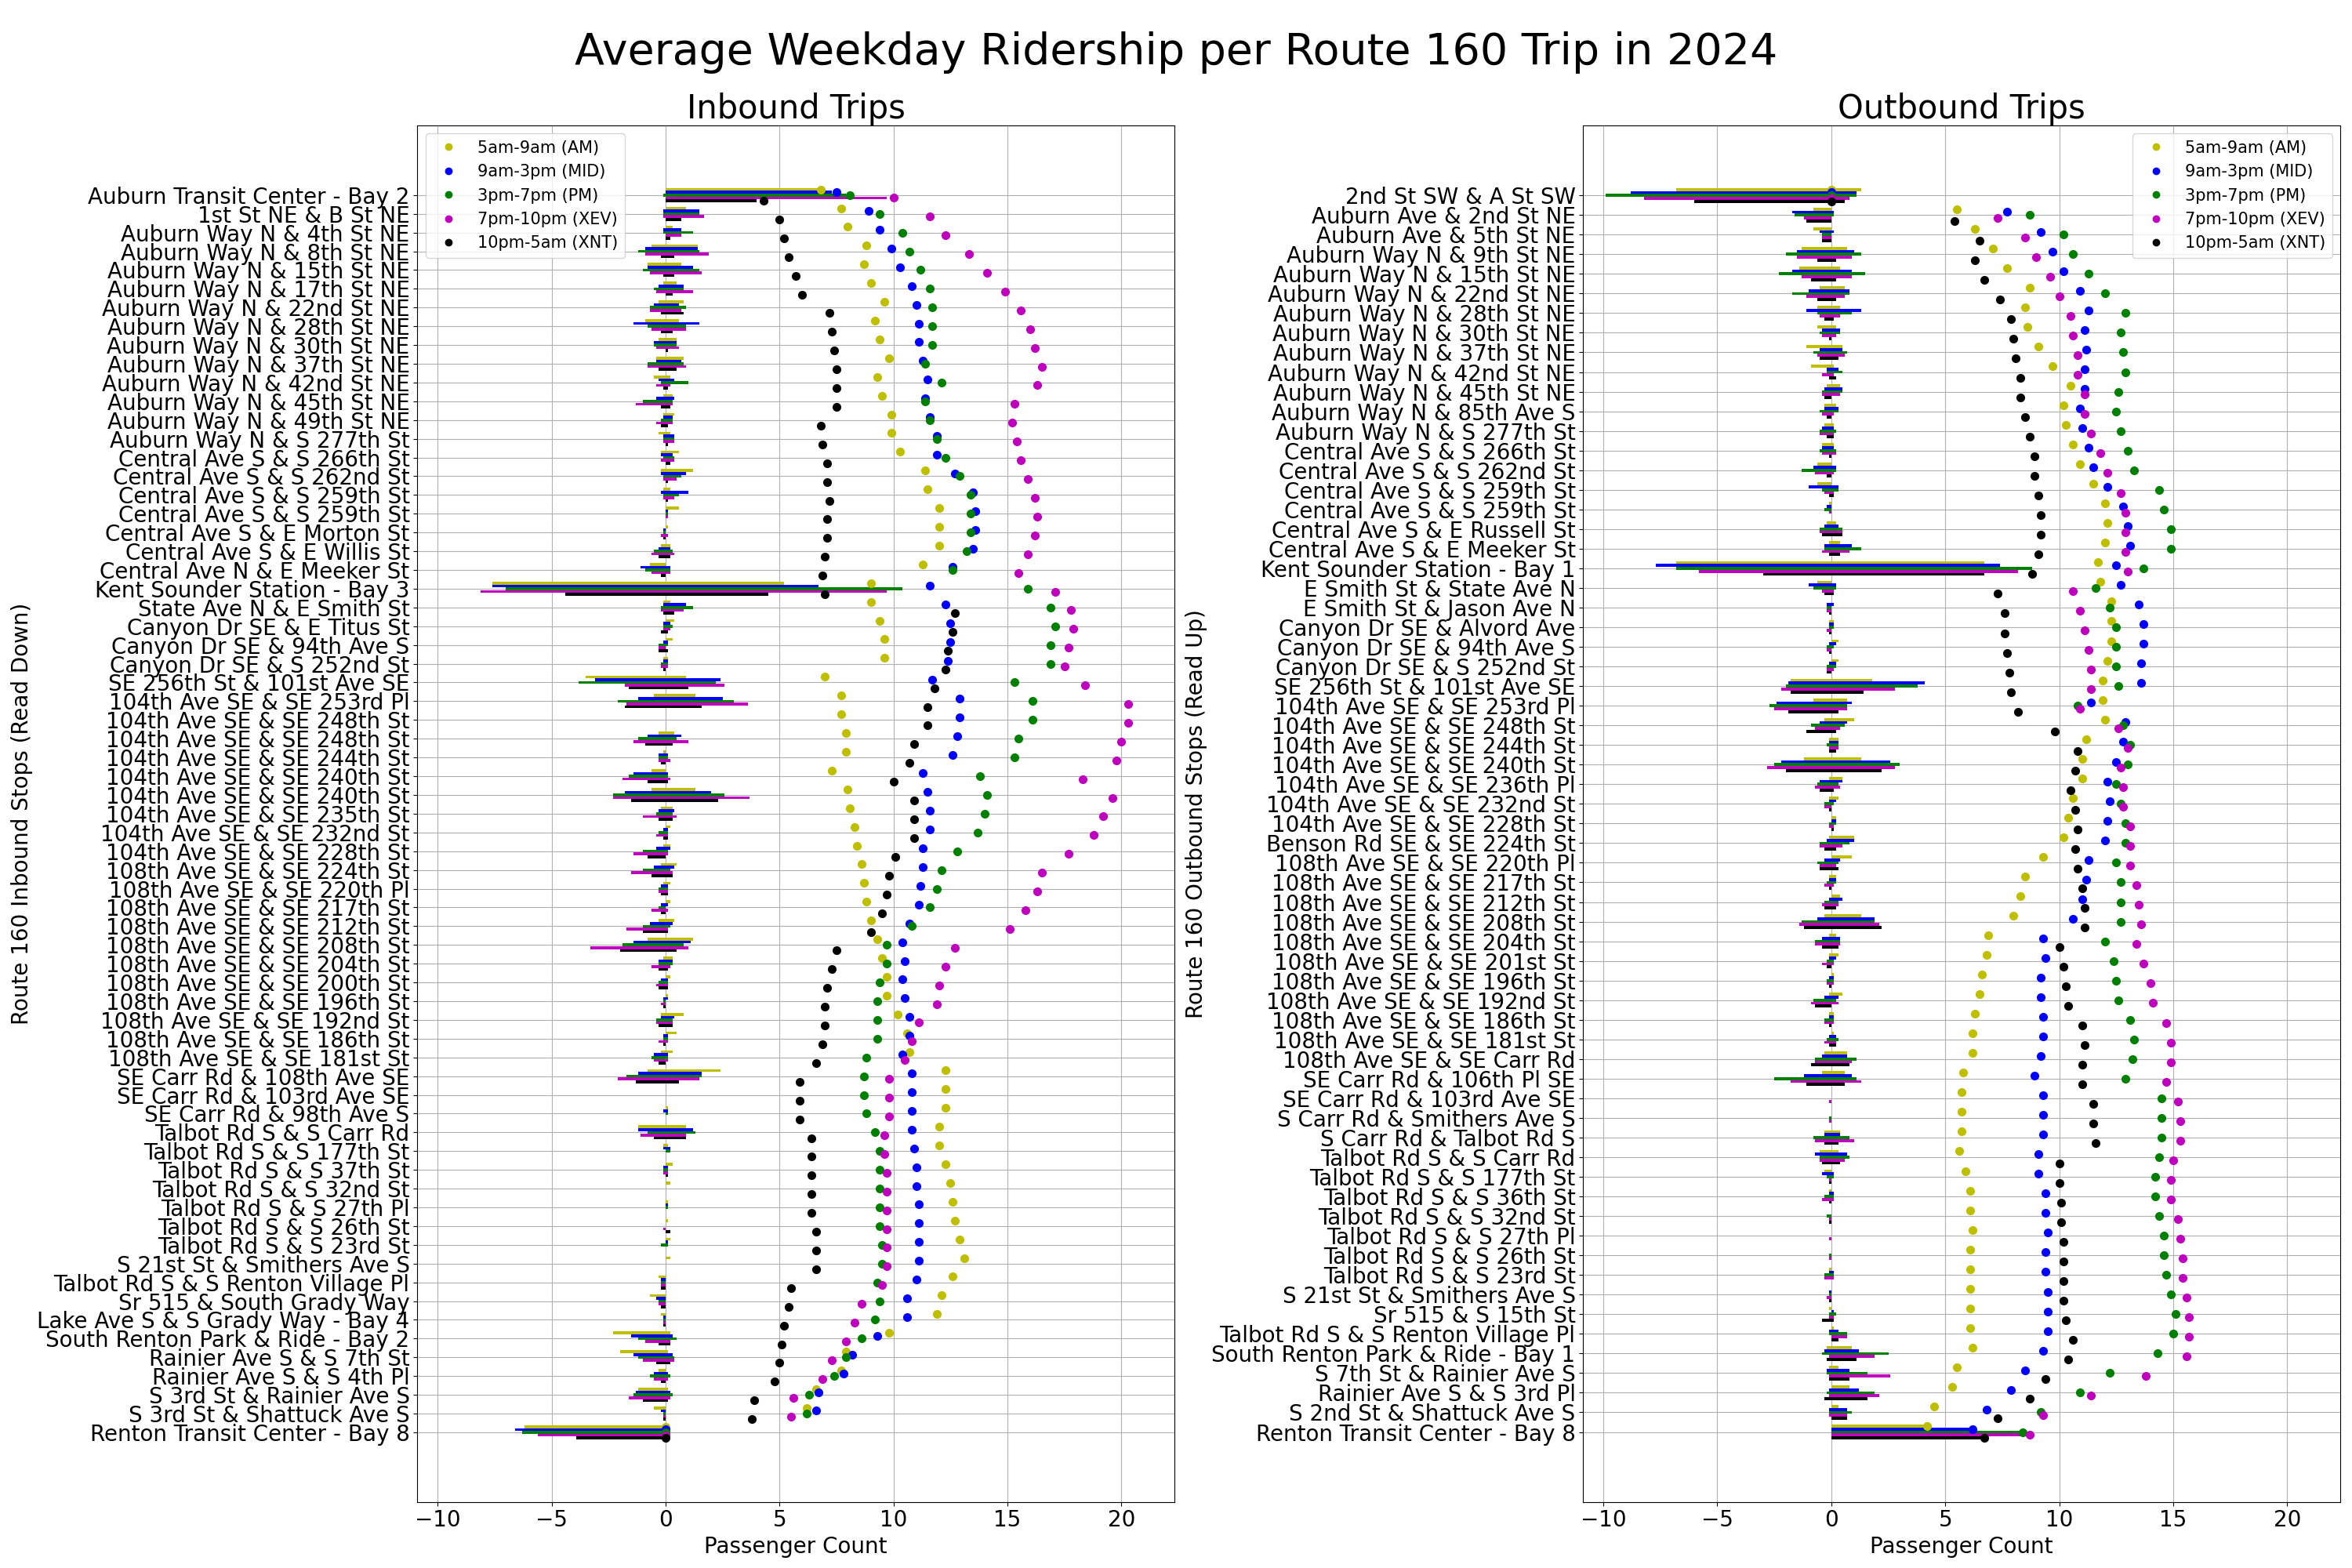 Average Weekday Ridership per Route 160 Trip in 2024
Inbound Trips
5am-9am (AM)
9am-3pm (MID)
3pm-7pm (PM)
7pm-10pm (XEV)
10pm-5am (XNT)
Route 160 Inbound Stops (Read Down)
Auburn Transit Center - Bay 2
1st St NE & B St NE
Auburn Way N & 4th St NE
Auburn Way N & 8th St NE
Auburn Way N & 15th St NE
Auburn Way N & 17th St NE
Auburn Way N & 22nd St NE
Auburn Way N & 28th St NE
Auburn Way N & 30th St NE
Auburn Way N & 37th St NE
Auburn Way N & 42nd St NE
Auburn Way N & 45th St NE
Auburn Way N & 49th St NE
Auburn Way N & S 277th St
Central Ave S & S 266th St
Central Ave S & S 262nd St
Central Ave S & S 259th St
Central Ave S & S 259th St
Central Ave S & E Morton St
Central Ave S & E Willis St
Central Ave N & E Meeker St
Kent Sounder Station - Bay 3
State Ave N & E Smith St
Canyon Dr SE & E Titus St
Canyon Dr SE & 94th Ave S
Canyon Dr SE & S 252nd St
SE 256th St & 101st Ave SE
104th Ave SE & SE 253rd Pl
104th Ave SE & SE 248th St
104th Ave SE & SE 248th St
104th Ave SE & SE 244th St
104th Ave SE & SE 240th St
104th Ave SE & SE 240th St
104th Ave SE & SE 235th St
104th Ave SE & SE 232nd St
104th Ave SE & SE 228th St
108th Ave SE & SE 224th St
108th Ave SE & SE 220th Pl
108th Ave SE & SE 217th St
108th Ave SE & SE 212th St
108th Ave SE & SE 208th St
108th Ave SE & SE 204th St
108th Ave SE & SE 200th St
108th Ave SE & SE 196th St
108th Ave SE & SE 192nd St
108th Ave SE & SE 186th St
108th Ave SE & SE 181st St
SE Carr Rd & 108th Ave SE
SE Carr Rd & 103rd Ave SE
SE Carr Rd & 98th Ave S
Talbot Rd S & S Carr Rd
Talbot Rd S & S 177th St
Talbot Rd S & S 37th St
Talbot Rd S & S 32nd St
Talbot Rd S & S 27th Pl
Talbot Rd S & S 26th St
Talbot Rd S & S 23rd St
S 21st St & Smithers Ave S
Talbot Rd S & S Renton Village Pl
Sr 515 & South Grady Way
Lake Ave S & S Grady Way - Bay 4
South Renton Park & Ride - Bay 2
Rainier Ave S & S 7th St
Rainier Ave S & S 4th Pl
S 3rd St & Rainier Ave S
S 3rd St & Shattuck Ave S
Renton Transit Center - Bay 8
−10 −5 0 5 10 15 20
Passenger Count
Outbound Trips
5am-9am (AM)
9am-3pm (MID)
3pm-7pm (PM)
7pm-10pm (XEV)
10pm-5am (XNT)
Route 160 Outbound Stops (Read Up)
2nd St SW & A St SW
Auburn Ave & 2nd St NE
Auburn Ave & 5th St NE
Auburn Way N & 9th St NE
Auburn Way N & 15th St NE
Auburn Way N & 22nd St NE
Auburn Way N & 28th St NE
Auburn Way N & 30th St NE
Auburn Way N & 37th St NE
Auburn Way N & 42nd St NE
Auburn Way N & 45th St NE
Auburn Way N & 85th Ave S
Auburn Way N & S 277th St
Central Ave S & S 266th St
Central Ave S & S 262nd St
Central Ave S & S 259th St
Central Ave S & S 259th St
Central Ave S & E Russell St
Central Ave S & E Meeker St
Kent Sounder Station - Bay 1
E Smith St & State Ave N
E Smith St & Jason Ave N
Canyon Dr SE & Alvord Ave
Canyon Dr SE & 94th Ave S
Canyon Dr SE & S 252nd St
SE 256th St & 101st Ave SE
104th Ave SE & SE 253rd Pl
104th Ave SE & SE 248th St
104th Ave SE & SE 244th St
104th Ave SE & SE 240th St
104th Ave SE & SE 236th Pl
104th Ave SE & SE 232nd St
104th Ave SE & SE 228th St
Benson Rd SE & SE 224th St
108th Ave SE & SE 220th Pl
108th Ave SE & SE 217th St
108th Ave SE & SE 212th St
108th Ave SE & SE 208th St
108th Ave SE & SE 204th St
108th Ave SE & SE 201st St
108th Ave SE & SE 196th St
108th Ave SE & SE 192nd St
108th Ave SE & SE 186th St
108th Ave SE & SE 181st St
108th Ave SE & SE Carr Rd
SE Carr Rd & 106th Pl SE
SE Carr Rd & 103rd Ave SE
S Carr Rd & Smithers Ave S
S Carr Rd & Talbot Rd S
Talbot Rd S & S Carr Rd
Talbot Rd S & S 177th St
Talbot Rd S & S 36th St
Talbot Rd S & S 32nd St
Talbot Rd S & S 27th Pl
Talbot Rd S & S 26th St
Talbot Rd S & S 23rd St
S 21st St & Smithers Ave S
Sr 515 & S 15th St
Talbot Rd S & S Renton Village Pl
South Renton Park & Ride - Bay 1
S 7th St & Rainier Ave S
Rainier Ave S & S 3rd Pl
S 2nd St & Shattuck Ave S
Renton Transit Center - Bay 8
−10 −5 0 5 10 15 20
Passenger Count